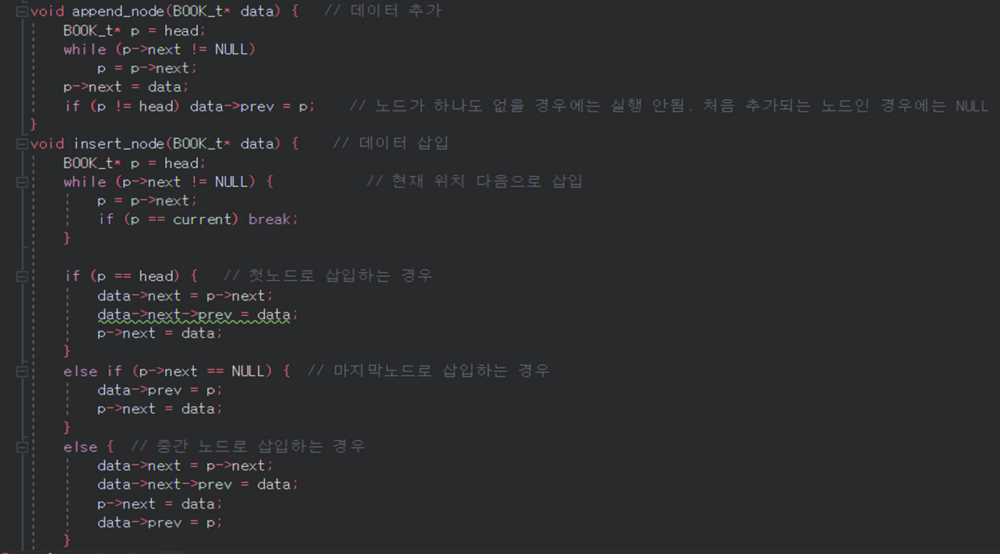 void append_node(BOOK_t* data) {   // 데이터 추가
    BOOK_t* p = head;
    while (p->next != NULL)
        p = p->next;
    p->next = data;
    if (p != head) data->prev = p;    // 노드가 하나도 없을 경우에는 실행 안됨. 처음 추가되는 노드인 경우에는 NULL
}
void insert_node(BOOK_t* data) {    // 데이터 삽입
    BOOK_t* p = head;
    while (p->next != NULL) {           // 현재 위치 다음으로 삽입
        p = p->next;
        if (p == current) break;
    }
    if (p == head) {   // 첫노드로 삽입하는 경우
        data->next = p->next;
        data->next->prev = data;
        p->next = data;
    }
    else if (p->next == NULL) {  // 마지막노드로 삽입하는 경우
        data->prev = p;
        p->next = data;
    }
    else {  // 중간 노드로 삽입하는 경우
        data->next = p->next;
        data->next->prev = data;
        p->next = data;
        data->prev = p;
    }